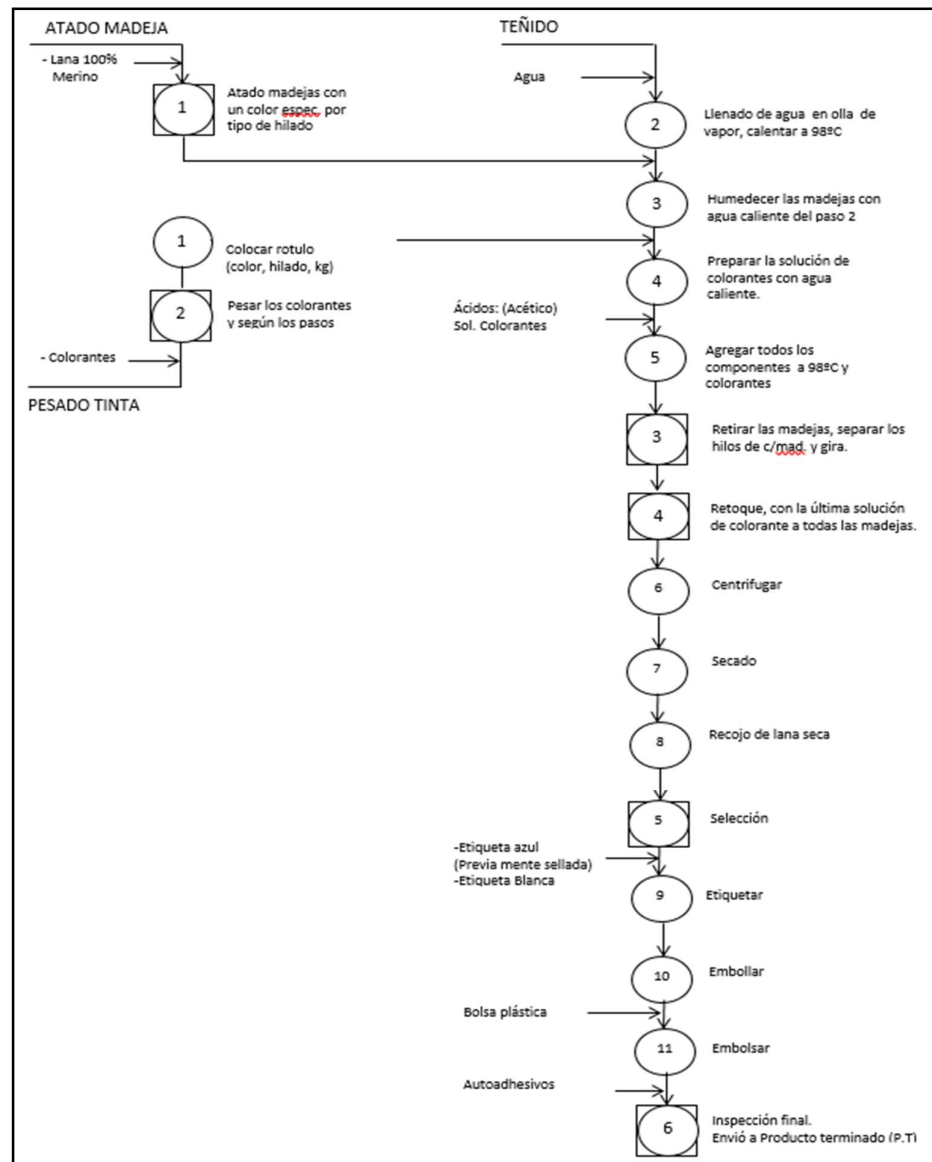 ATADO MADEJA
- Lana 100%
Merino
1
Atado madejas con
un color espec. por
tipo de hilado
1
Colocar rotulo
(color, hilado, kg)
2
Pesar los colorantes
y según los pasos
- Colorantes
PESADO TINTA
TEÑIDO
Agua
2
Llenado de agua en olla de
vapor, calentar a 98ºC
3
Humedecer las madejas con
agua caliente del paso 2
4
Preparar la solución de
colorantes con agua
caliente.
Ácidos: (Acético)
Sol. Colorantes
5
Agregar todos los
componentes a 98ºC y
colorantes
3
Retirar las madejas, separar los
hilos de c/mad. y gira.
4
Retoque, con la última solución
de colorante a todas las madejas.
6
Centrifugar
7
Secado
8
Recojo de lana seca
5
Selección
-Etiqueta azul
(Previa mente sellada)
-Etiqueta Blanca
9
Etiquetar
10
Embollar
Bolsa plástica
11
Embolsar
Autoadhesivos
6
Inspección final.
Envió a Producto terminado (P.T)